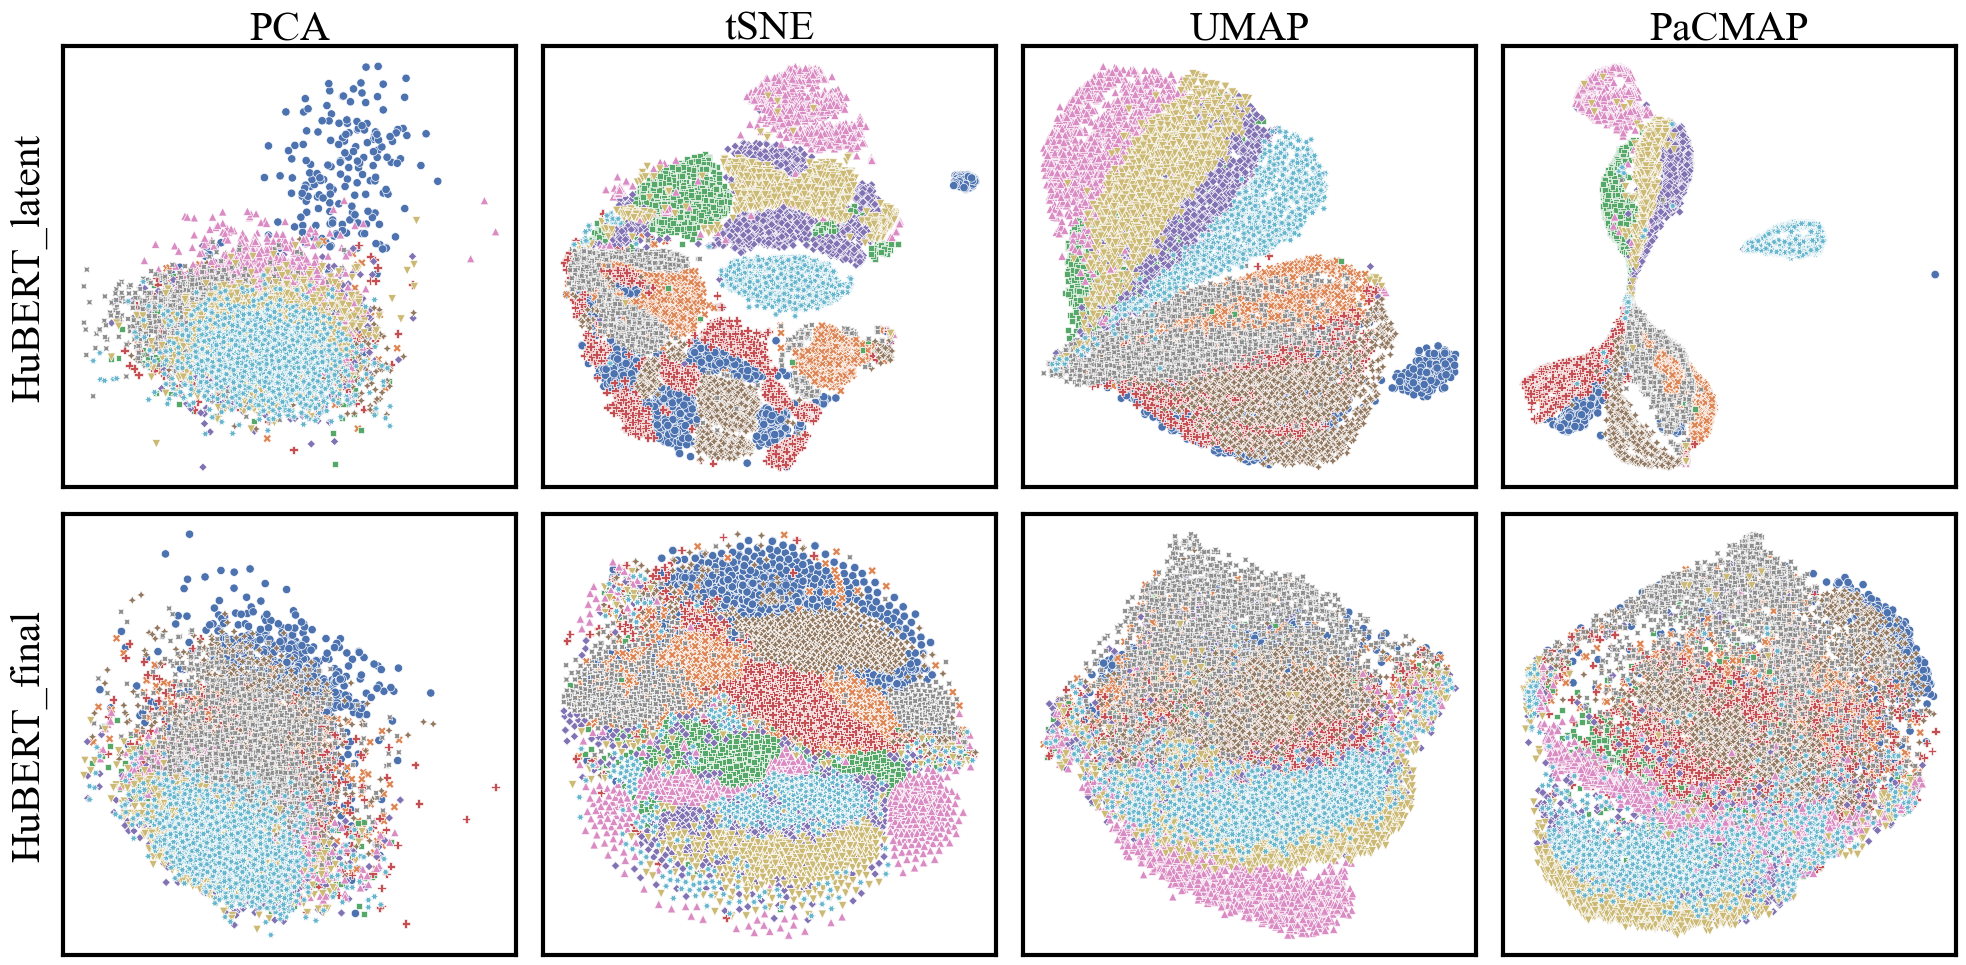 PCA
tSNE
UMAP
PaCMAP
HuBERT_latent
HuBERT_final